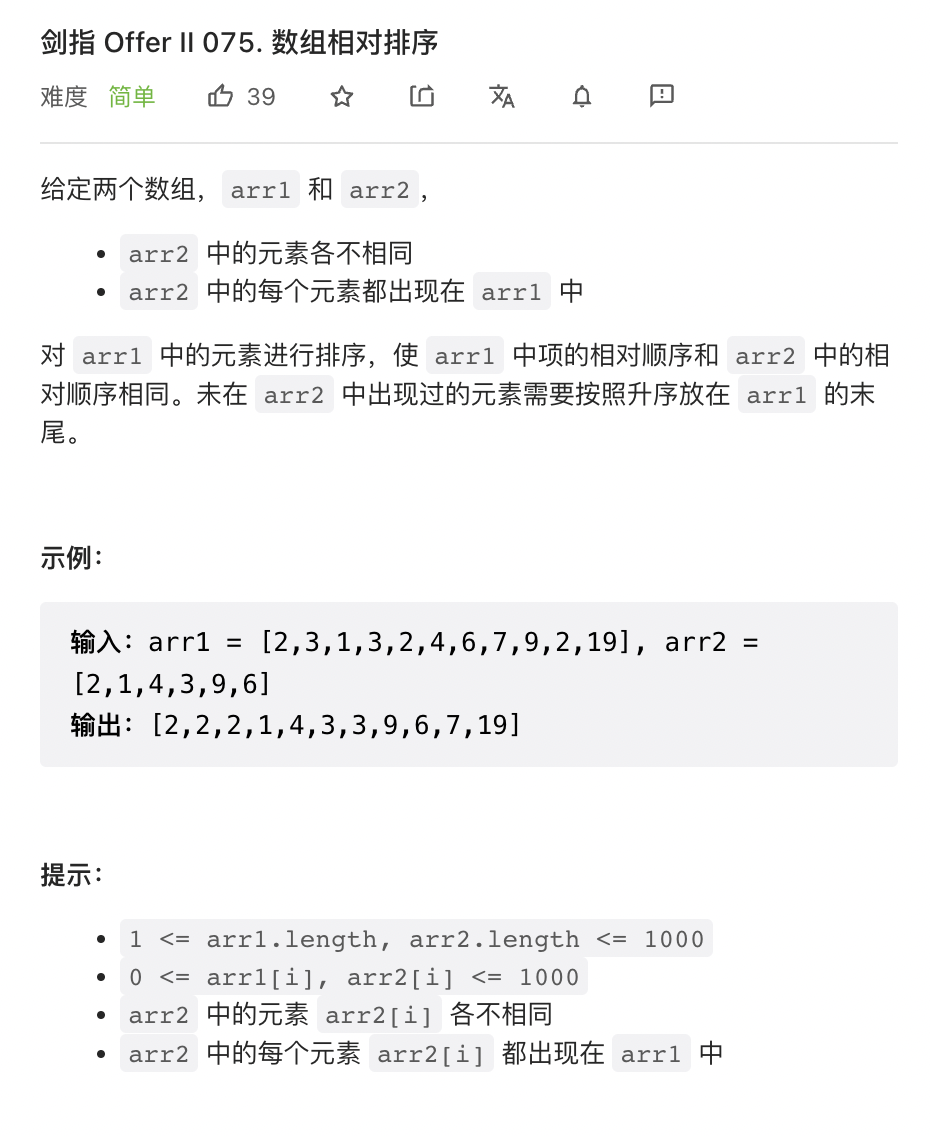 剑指 Offer II 075. 数组相对排序
难度 简单 39
给定两个数组，arr1 和 arr2，
• arr2 中的元素各不相同
• arr2 中的每个元素都出现在 arr1 中
对 arr1 中的元素进行排序，使 arr1 中项的相对顺序和 arr2 中的相
对顺序相同。未在 arr2 中出现过的元素需要按照升序放在 arr1 的末
尾。
示例：
输入：arr1 = [2,3,1,3,2,4,6,7,9,2,19], arr2 =
[2,1,4,3,9,6]
输出：[2,2,2,1,4,3,3,9,6,7,19]
提示：
• 1 <= arr1.length, arr2.length <= 1000
• 0 <= arr1[i], arr2[i] <= 1000
• arr2 中的元素 arr2[i] 各不相同
• arr2 中的每个元素 arr2[i] 都出现在 arr1 中